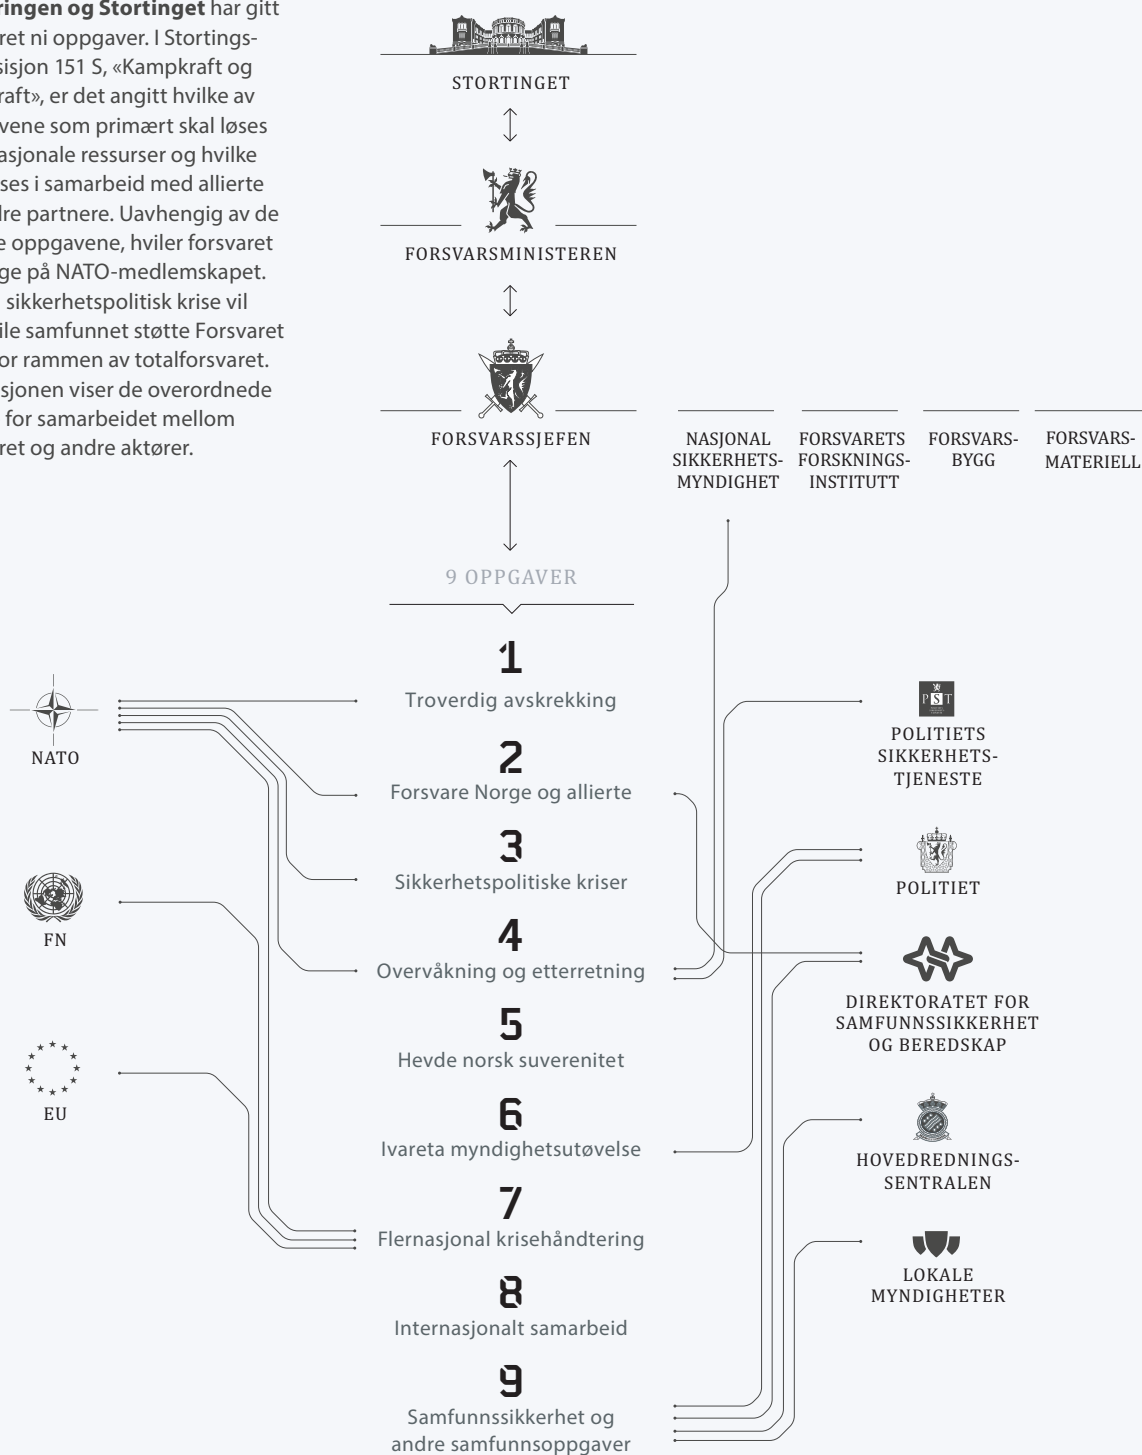 ringen og Stortinget har gitt
ret ni oppgaver. I Stortings-
sisjon 151 S, «Kampkraft og
raft», er det angitt hvilke av
vene som primært skal løses
asjonale ressurser og hvilke
ses i samarbeid med allierte
dre partnere. Uavhengig av de
e oppgavene, hviler forsvaret
ge på NATO-medlemskapet.
sikkerhetspolitisk krise vil
ile samfunnet støtte Forsvaret
or rammen av totalforsvaret.
sjonen viser de overordnede
for samarbeidet mellom
ret og andre aktører.
STORTINGET
FORSVARSMINISTEREN
FORSVARSSJEFEN
NASJONAL
SIKKERHETS-
MYNDIGHET
FORSVARETS
FORSKNINGS-
INSTITUTT
FORSVARS-
BYGG
FORSVARS-
MATERIELL
9 OPPGAVER
1
Troverdig avskrekking
2
Forsvare Norge og allierte
3
Sikkerhetspolitiske kriser
4
Overvåkning og etterretning
5
Hevde norsk suverenitet
6
Ivareta myndighetsutøvelse
7
Flernasjonal krisehåndtering
8
Internasjonalt samarbeid
9
Samfunnssikkerhet og
andre samfunnsoppgaver
NATO
FN
EU
PST
POLITIETS
SIKKERHETS-
TJENESTE
POLITIET
DIREKTORATET FOR
SAMFUNNSSIKKERHET
OG BEREDSKAP
HOVEDREDNINGS-
SENTRALEN
LOKALE
MYNDIGHETER